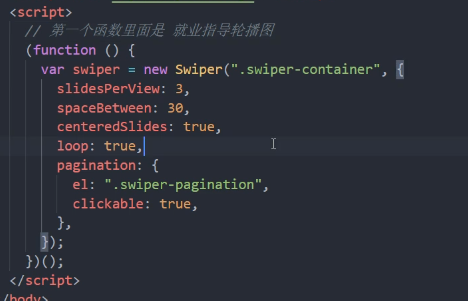 <script>
// 第一个函数里面是 就业指导轮播图
(function () {
var swiper = new Swiper(".swiper-container", {
slidesPerView: 3,
spaceBetween: 30,
centeredSlides: true,
loop: true,
pagination: {
el: ".swiper-pagination",
clickable: true,
},
});
})();
</script>
/body>